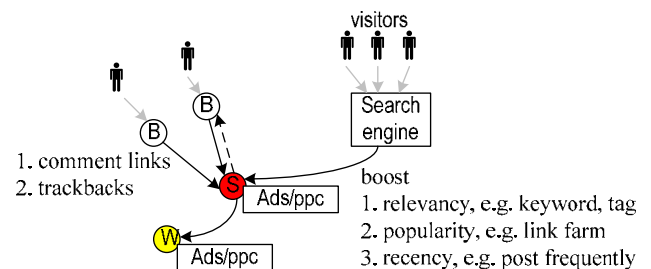 visitors
B
B
Search
engine
1. comment links
2. trackbacks
S
Ads/ppc
W
Ads/ppc
boost
1. relevancy, e.g. keyword, tag
2. popularity, e.g. link farm
3. recency, e.g. post frequently